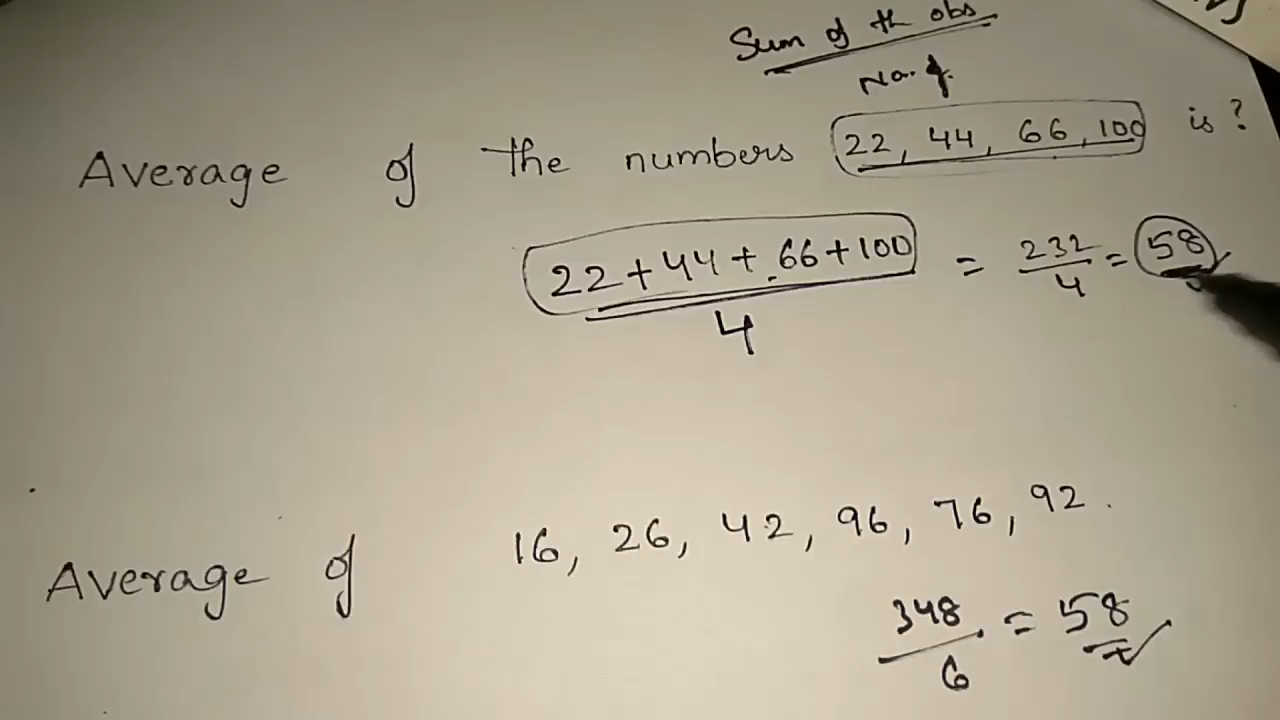 Sum of th obs
No. of
Average of the numbers 22, 44, 66, 100 is?
22+44+66+100 = 232 = 58
4 4
Average of 16, 26, 42, 96, 76, 92.
348 = 58
6